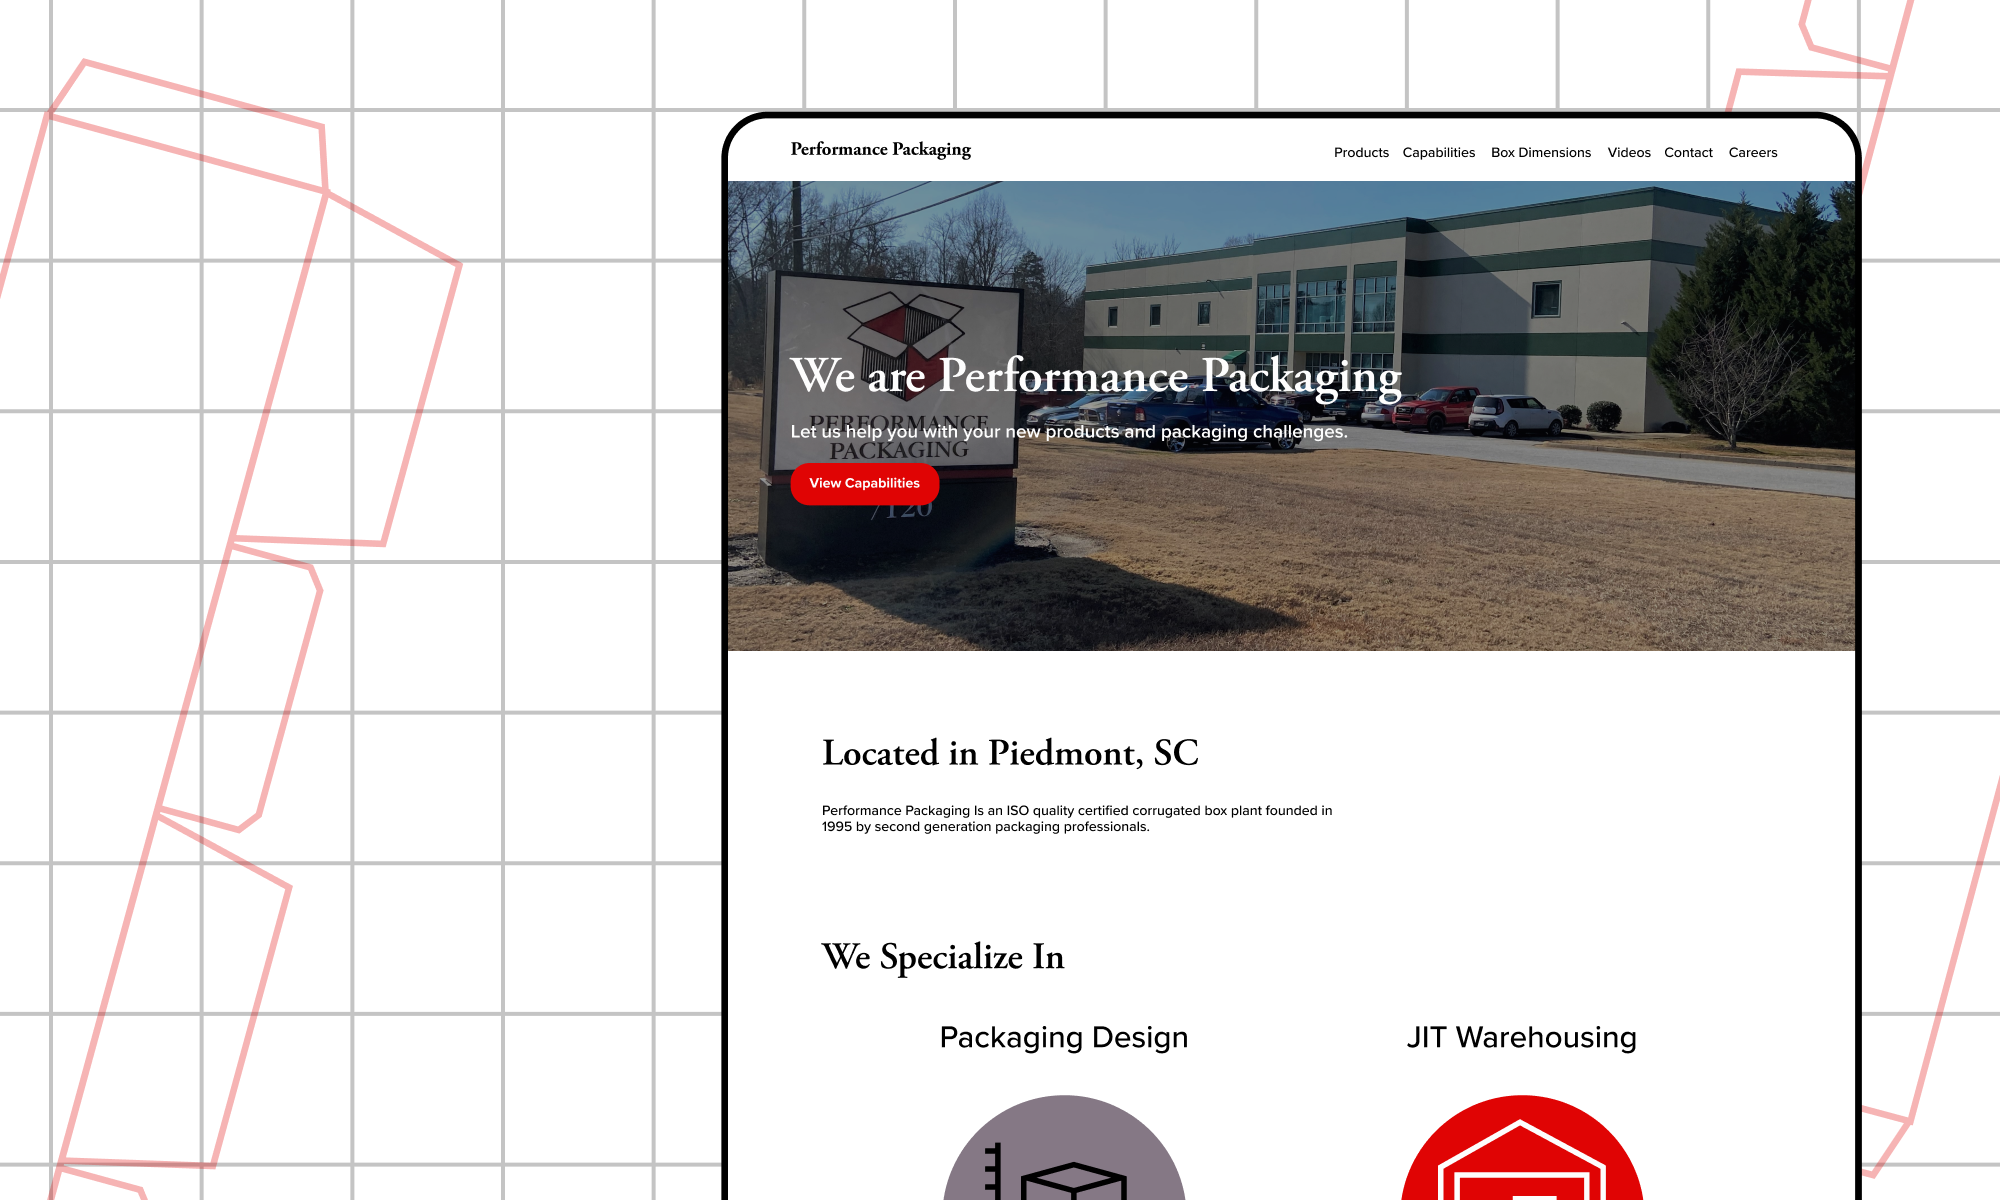 Performance Packaging
Products Capabilities Box Dimensions Videos Contact Careers
We are Performance Packaging
PERFORMANCE
Let us help you with your new products and packaging challenges.
PACKAGING
View Capabilities
7120
Located in Piedmont, SC
Performance Packaging Is an ISO quality certified corrugated box plant founded in
1995 by second generation packaging professionals.
We Specialize In
Packaging Design
JIT Warehousing